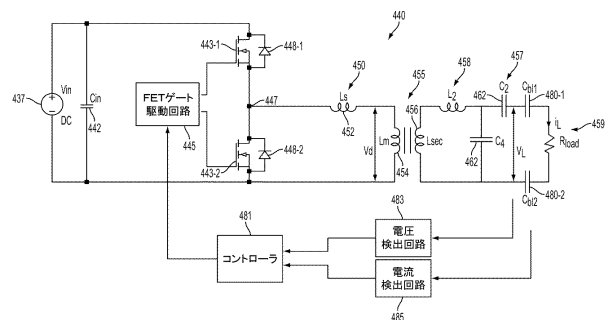 440
443-1
448-1
Vin
437
DC
Cin
442
FETゲート
駆動回路
445
447
443-2
448-2
Ls
450
452
Vd
Lm
454
455
456
Lsec
L2
458
462
C2
457
Cbl1
480-1
C4
462
VL
iL
Rload
459
Cbl2
480-2
481
コントローラ
483
電圧
検出回路
電流
検出回路
485